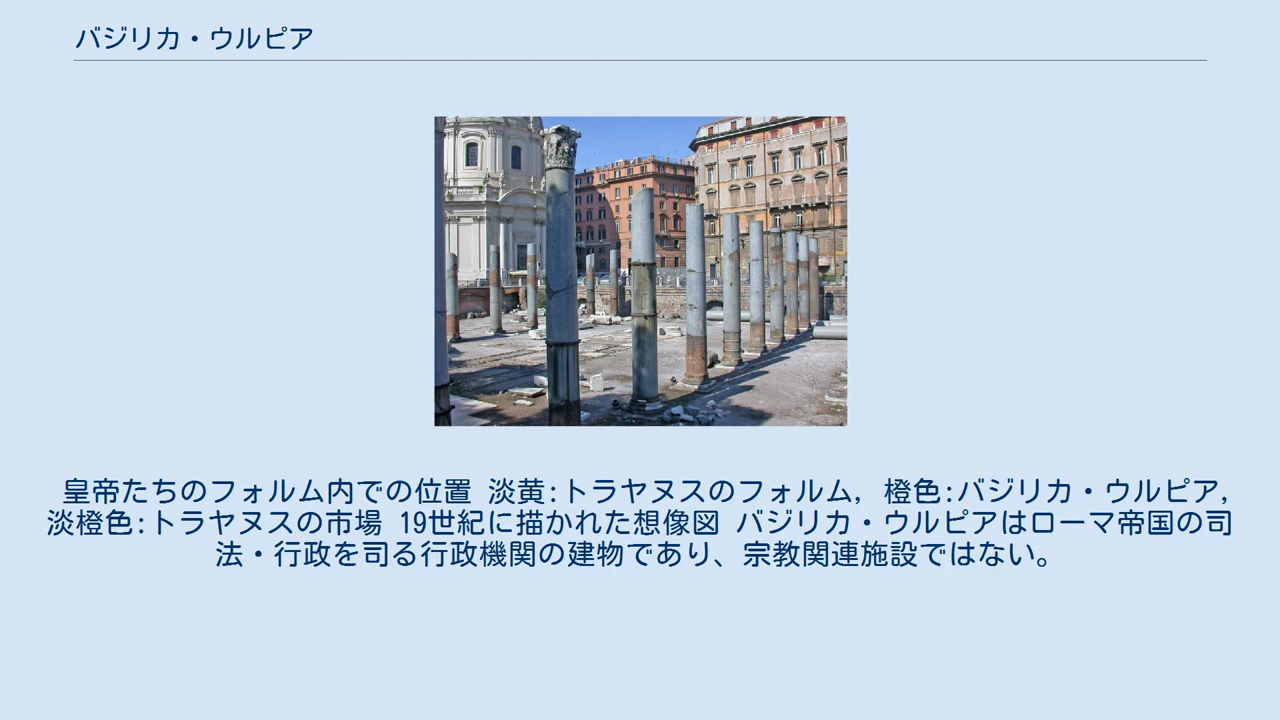 バジリカ・ウルピア
皇帝たちのフォルム内での位置 淡黄:トラヤヌスのフォルム, 橙色:バジリカ・ウルピア,
淡橙色:トラヤヌスの市場 19世紀に描かれた想像図 バジリカ・ウルピアはローマ帝国の司
法・行政を司る行政機関の建物であり、宗教関連施設ではない。